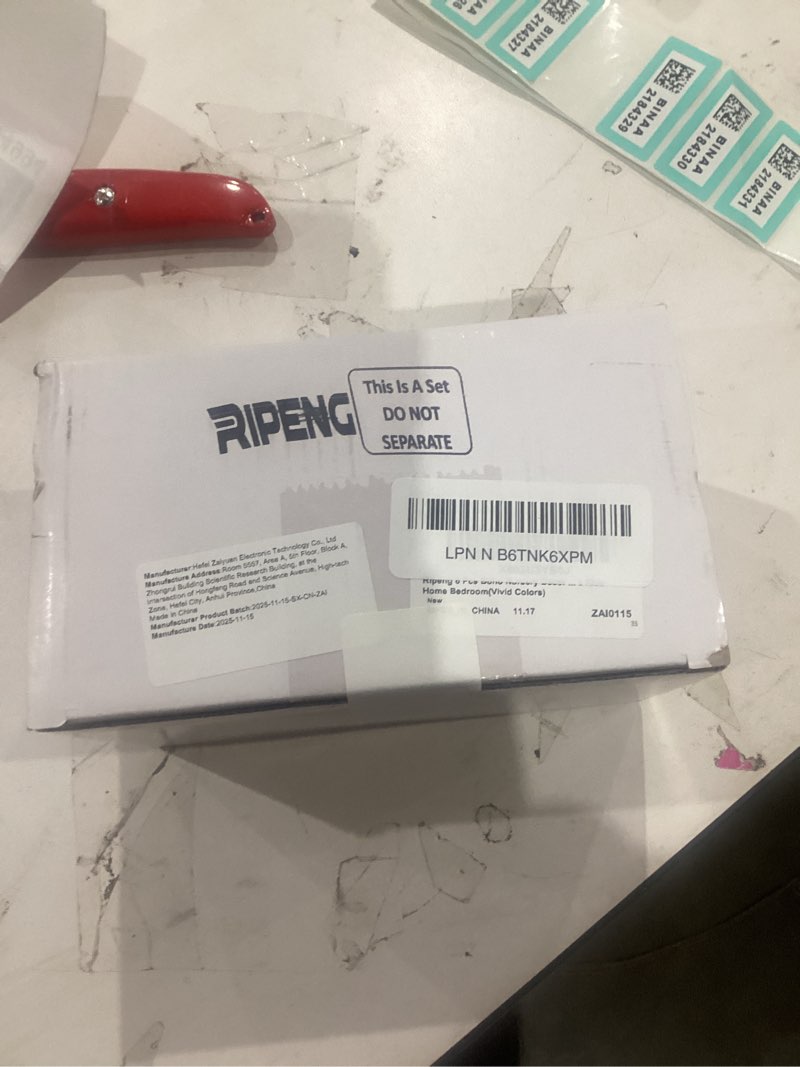 BINAA
2184327
BINAA
2184329
BINAA
2184330
BINAA
2184331
RIPENG
This Is A Set
DO NOT
SEPARATE
LPN N B6TNK6XPM
Home Bedroom(Vivid Colors)
New
CHINA 11.17 ZAI0115
Manufacturer:Hefei Zaiyuan Electronic Technology Co., Ltd
Manufacture Address:Room 5557, Area A, 5th Floor, Block A,
Zhongrui Building Scientific Research Building, at the
intersection of Hongfeng Road and Science Avenue, High-tech
Zone, Hefei City, Anhui Province,China
Made in China
Manufacturer Product Batch:2025-11-15-SX-CN-ZAI
Manufacture Date:2025-11-15